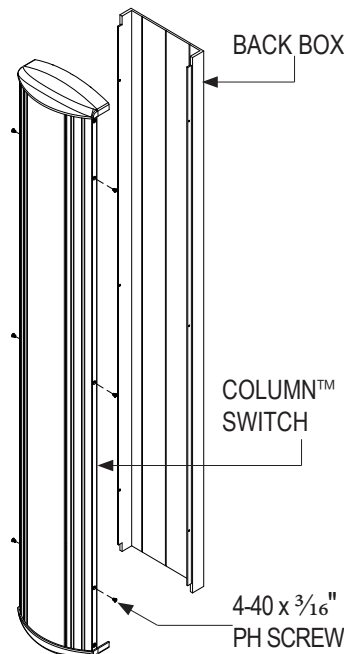 BACK BOX
COLUMN™
SWITCH
4-40 x 3⁄16"
PH SCREW